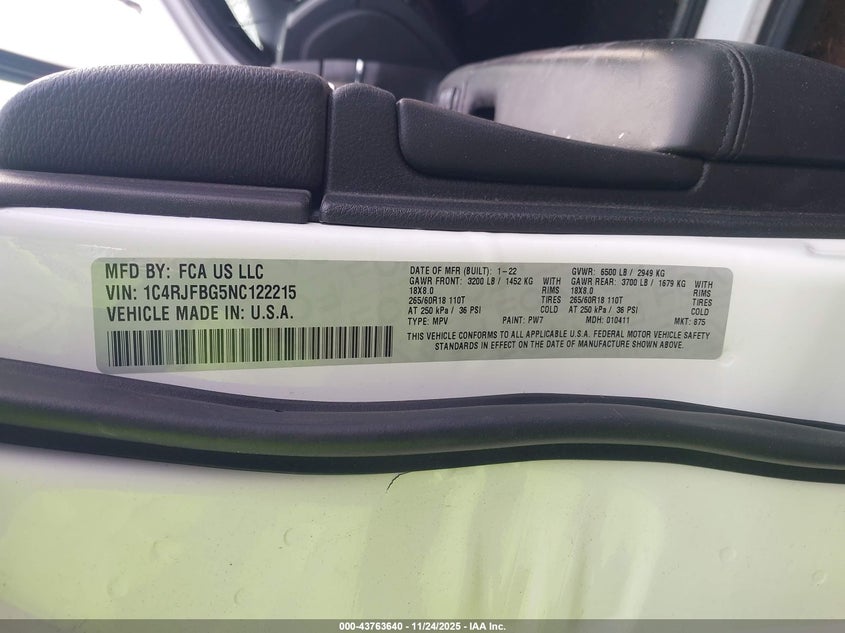 MFD BY: FCA US LLC
VIN: 1C4RJFBG5NC122215
VEHICLE MADE IN: U.S.A.
DATE OF MFR (BUILT): 1-22 GVWR: 6500 LB / 2949 KG
GAWR FRONT: 3200 LB / 1452 KG WITH GAWR REAR: 3700 LB / 1679 KG WITH
18X8.0 RIMS 18X8.0 RIMS
265/60R18 110T TIRES 265/60R18 110T TIRES
AT 250 kPa / 36 PSI COLD AT 250 kPa / 36 PSI COLD
TYPE: MPV PAINT: PW7 MDH: 010411 MKT: 875
THIS VEHICLE CONFORMS TO ALL APPLICABLE U.S.A. FEDERAL MOTOR VEHICLE SAFETY
STANDARDS IN EFFECT ON THE DATE OF MANUFACTURE SHOWN ABOVE.
000-43763640 - 11/24/2025 - IAA Inc.